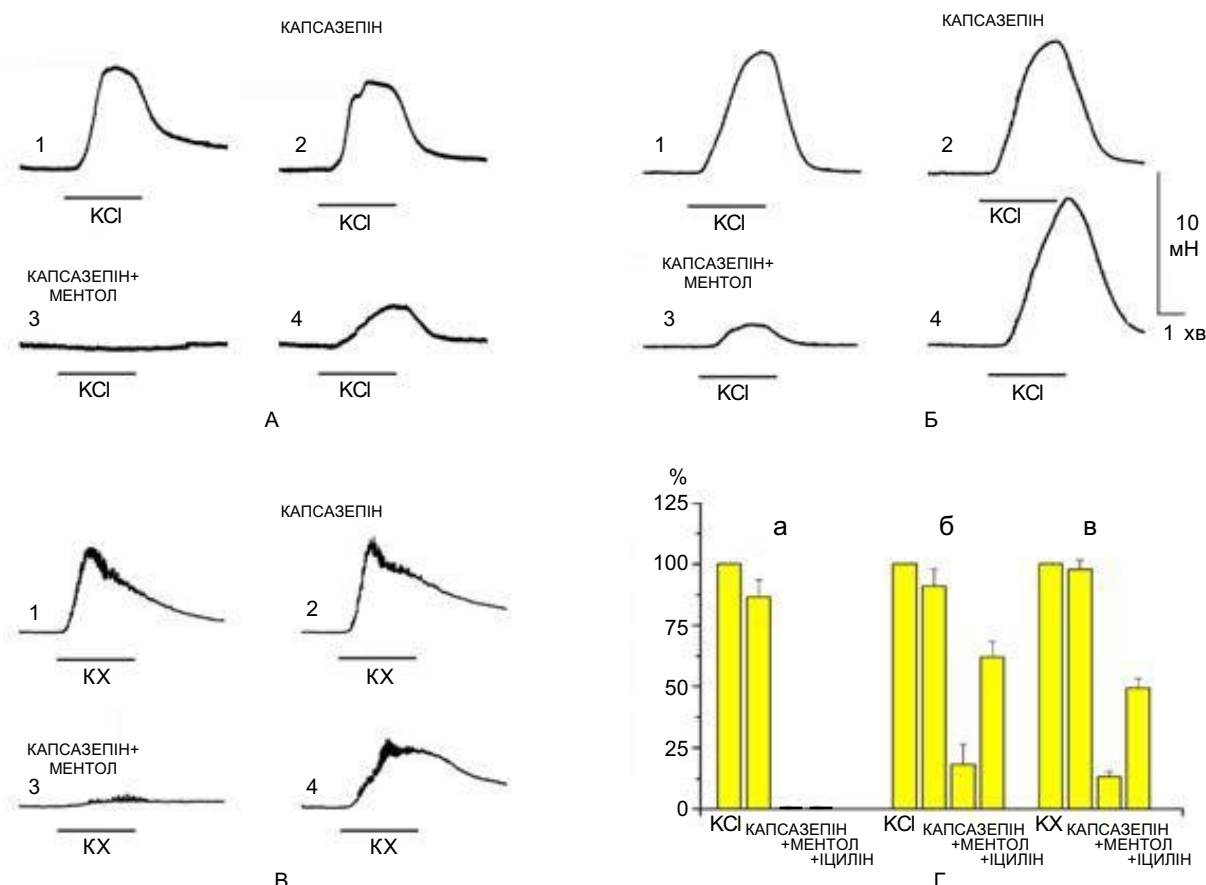 КАПСАЗЕПІН
1
2
KCl
KCl
КАПСАЗЕПІН+
МЕНТОЛ
3
4
KCl
KCl
А
КАПСАЗЕПІН
1
2
KCl
KCl
10
мН
КАПСАЗЕПІН+
МЕНТОЛ
3
4
1 хв
KCl
KCl
Б
КАПСАЗЕПІН
1
2
КХ
КХ
КАПСАЗЕПІН+
МЕНТОЛ
3
4
КХ
КХ
В
%
125
100
75
50
25
0
а
б
в
KCl КАПСАЗЕПІН
+МЕНТОЛ
+ІЦИЛІН
KCl КАПСАЗЕПІН
+МЕНТОЛ
+ІЦИЛІН
КХ КАПСАЗЕПІН
+МЕНТОЛ
+ІЦИЛІН
Г